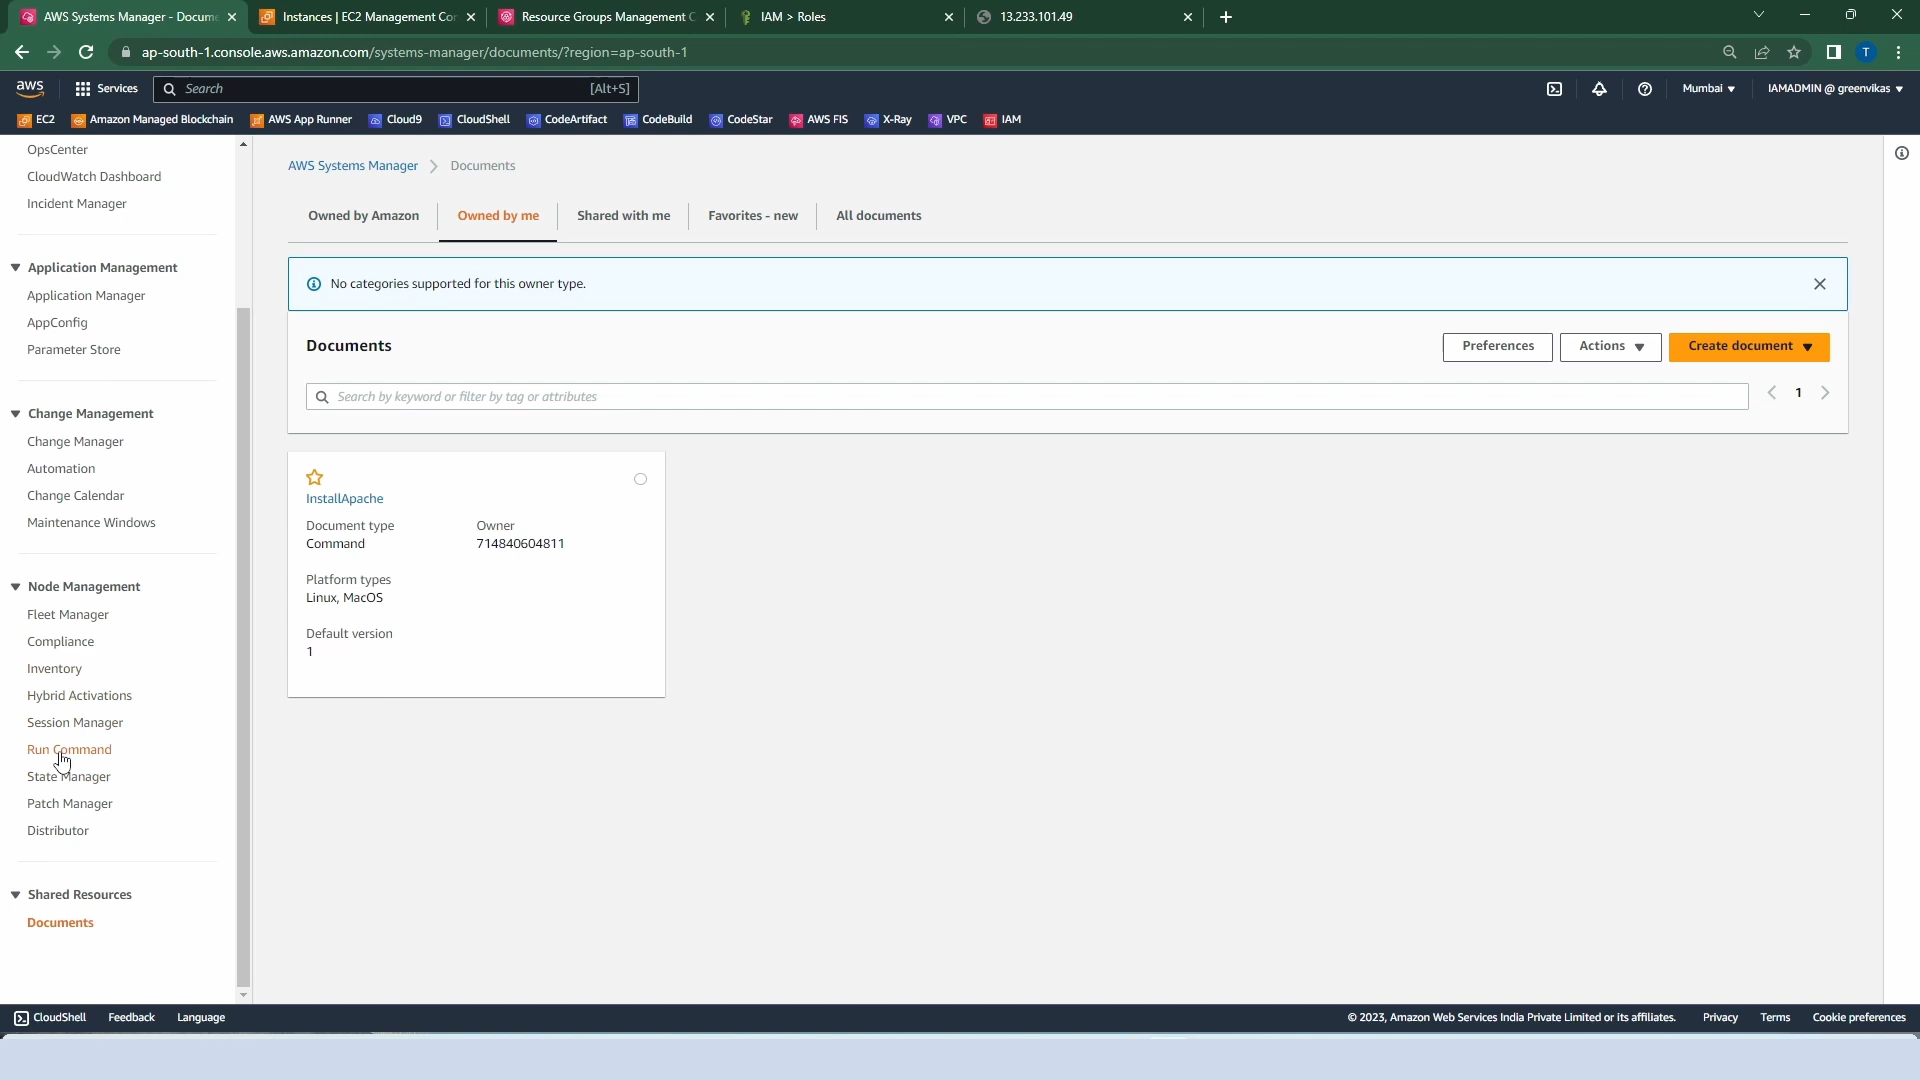 AWS Systems Manager - Docume
Instances | EC2 Management Cor
Resource Groups Management C
IAM > Roles
13.233.101.49
ap-south-1.console.aws.amazon.com/systems-manager/documents/?region=ap-south-1
T
aws
Services
Search
[Alt+S]
Mumbai
IAMADMIN @ greenvikas
EC2
Amazon Managed Blockchain
AWS App Runner
Cloud9
CloudShell
CodeArtifact
CodeBuild
CodeStar
AWS FIS
X-Ray
VPC
IAM
OpsCenter
CloudWatch Dashboard
Incident Manager
Application Management
Application Manager
AppConfig
Parameter Store
Change Management
Change Manager
Automation
Change Calendar
Maintenance Windows
Node Management
Fleet Manager
Compliance
Inventory
Hybrid Activations
Session Manager
Run Command
State Manager
Patch Manager
Distributor
Shared Resources
Documents
AWS Systems Manager
Documents
Owned by Amazon
Owned by me
Shared with me
Favorites - new
All documents
No categories supported for this owner type.
Documents
Preferences
Actions
Create document
Search by keyword or filter by tag or attributes
1
InstallApache
Document type
Command
Owner
714840604811
Platform types
Linux, MacOS
Default version
1
CloudShell
Feedback
Language
© 2023, Amazon Web Services India Private Limited or its affiliates.
Privacy
Terms
Cookie preferences